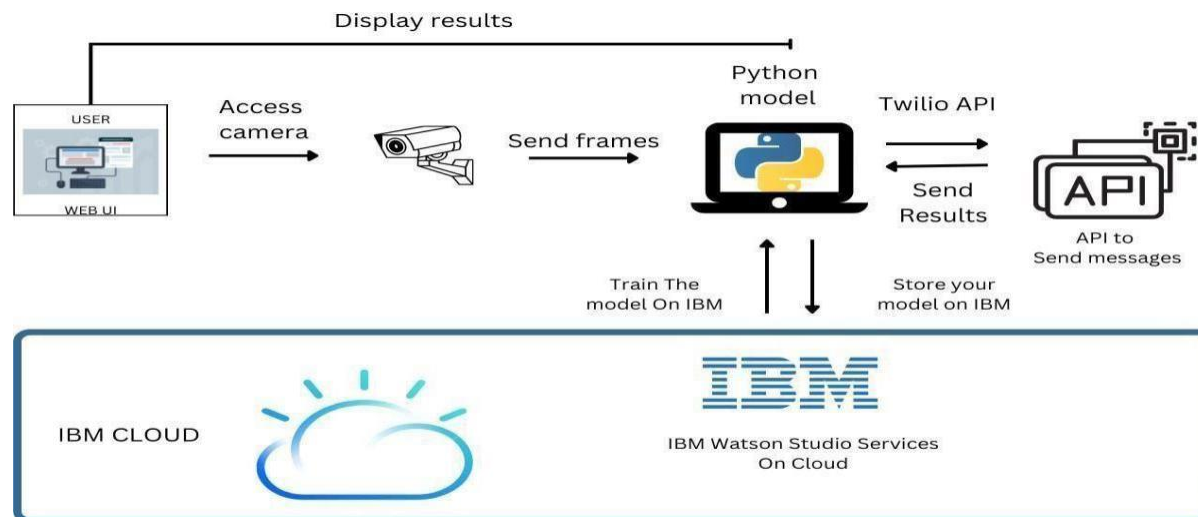 Display results
USER
WEB UI
Access
camera
Send frames
Python
model
Twilio API
Send
Results
API
API to
Send messages
Train The
model On IBM
Store your
model on IBM
IBM CLOUD
IBM
IBM Watson Studio Services
On Cloud